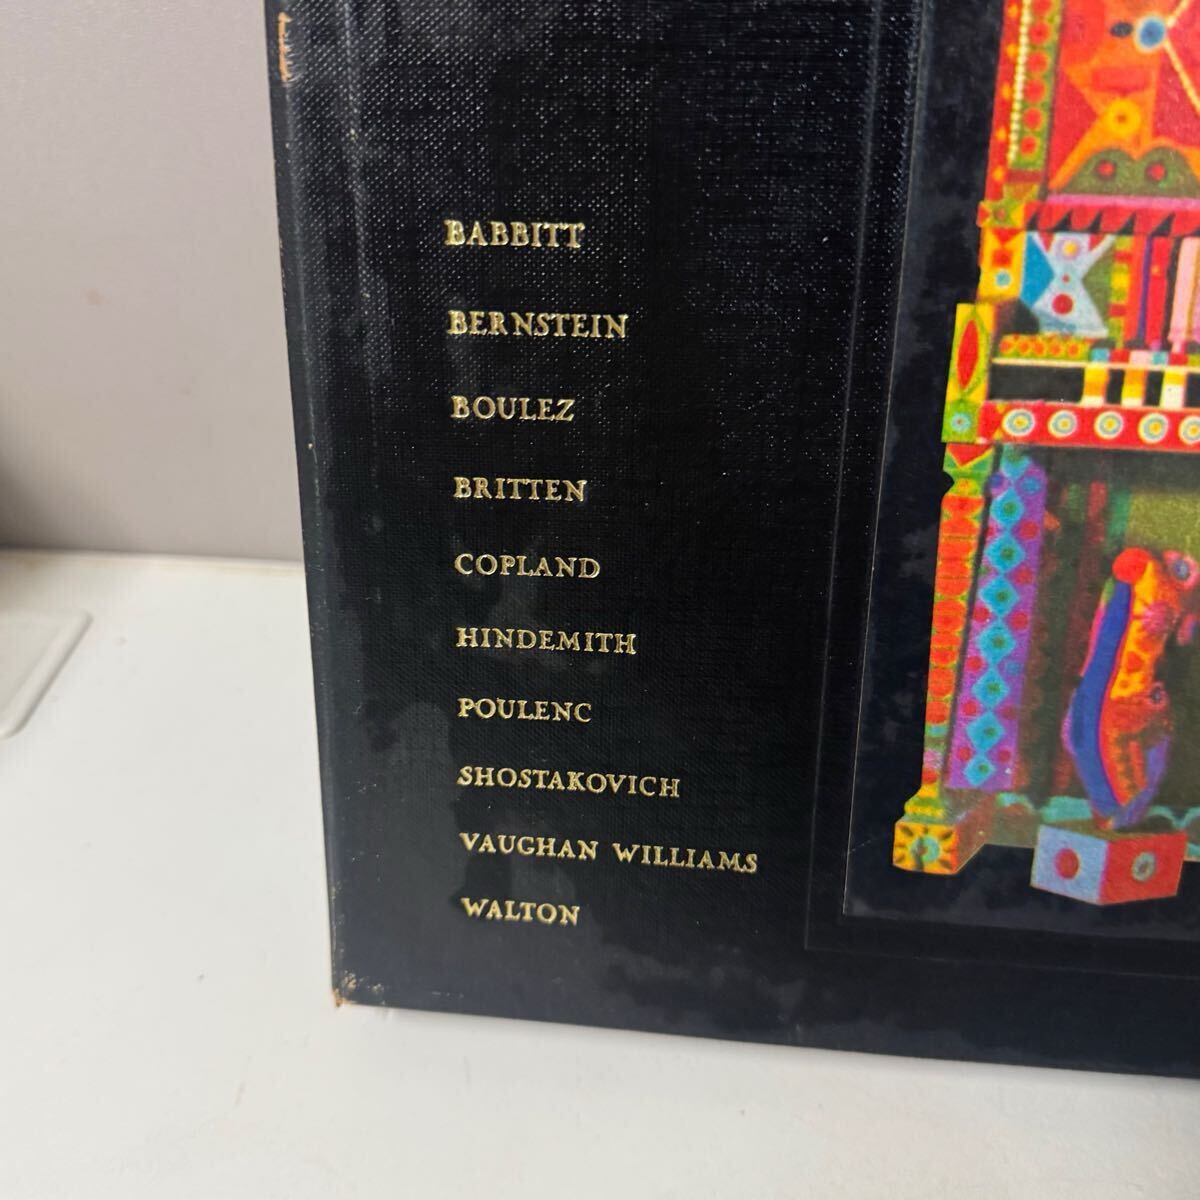 BABBITT
BERNSTEIN
BOULEZ
BRITTEN
COPLAND
HINDEMITH
POULENC
SHOSTAKOVICH
VAUGHAN WILLIAMS
WALTON